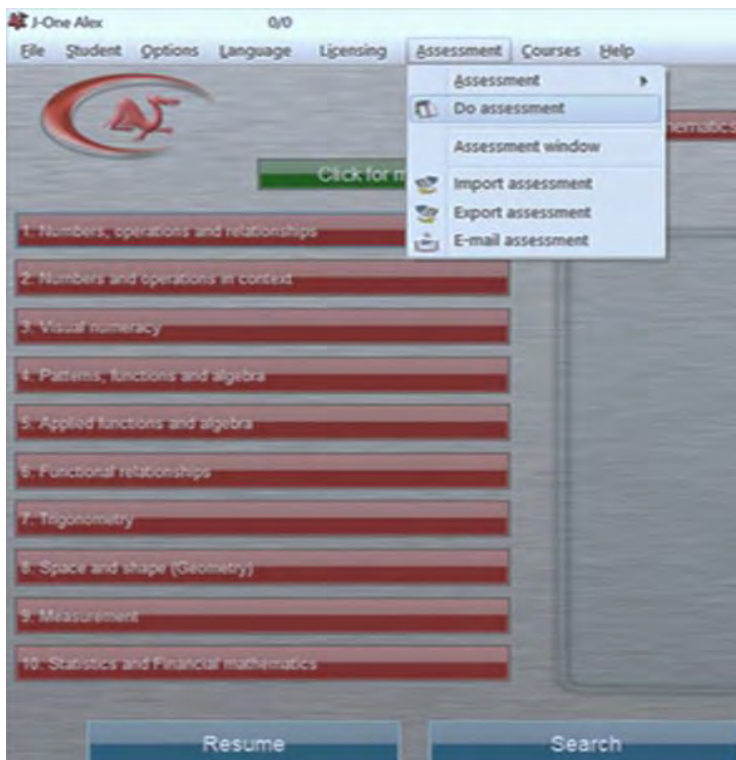 J-One Alex 0/0
File Student Options Language Licensing Assessment Courses Help
Assessment
Do assessment
Assessment window
Import assessment
Export assessment
E-mail assessment
Click for
1. Numbers, operations and relationships
2. Numbers and operations in context
3. Visual numeracy
4. Patterns, functions and algebra
5. Applied functions and algebra
6. Functional relationships
7. Trigonometry
8. Space and shape (Geometry)
9. Measurement
10. Statistics and Financial mathematics
Resume Search